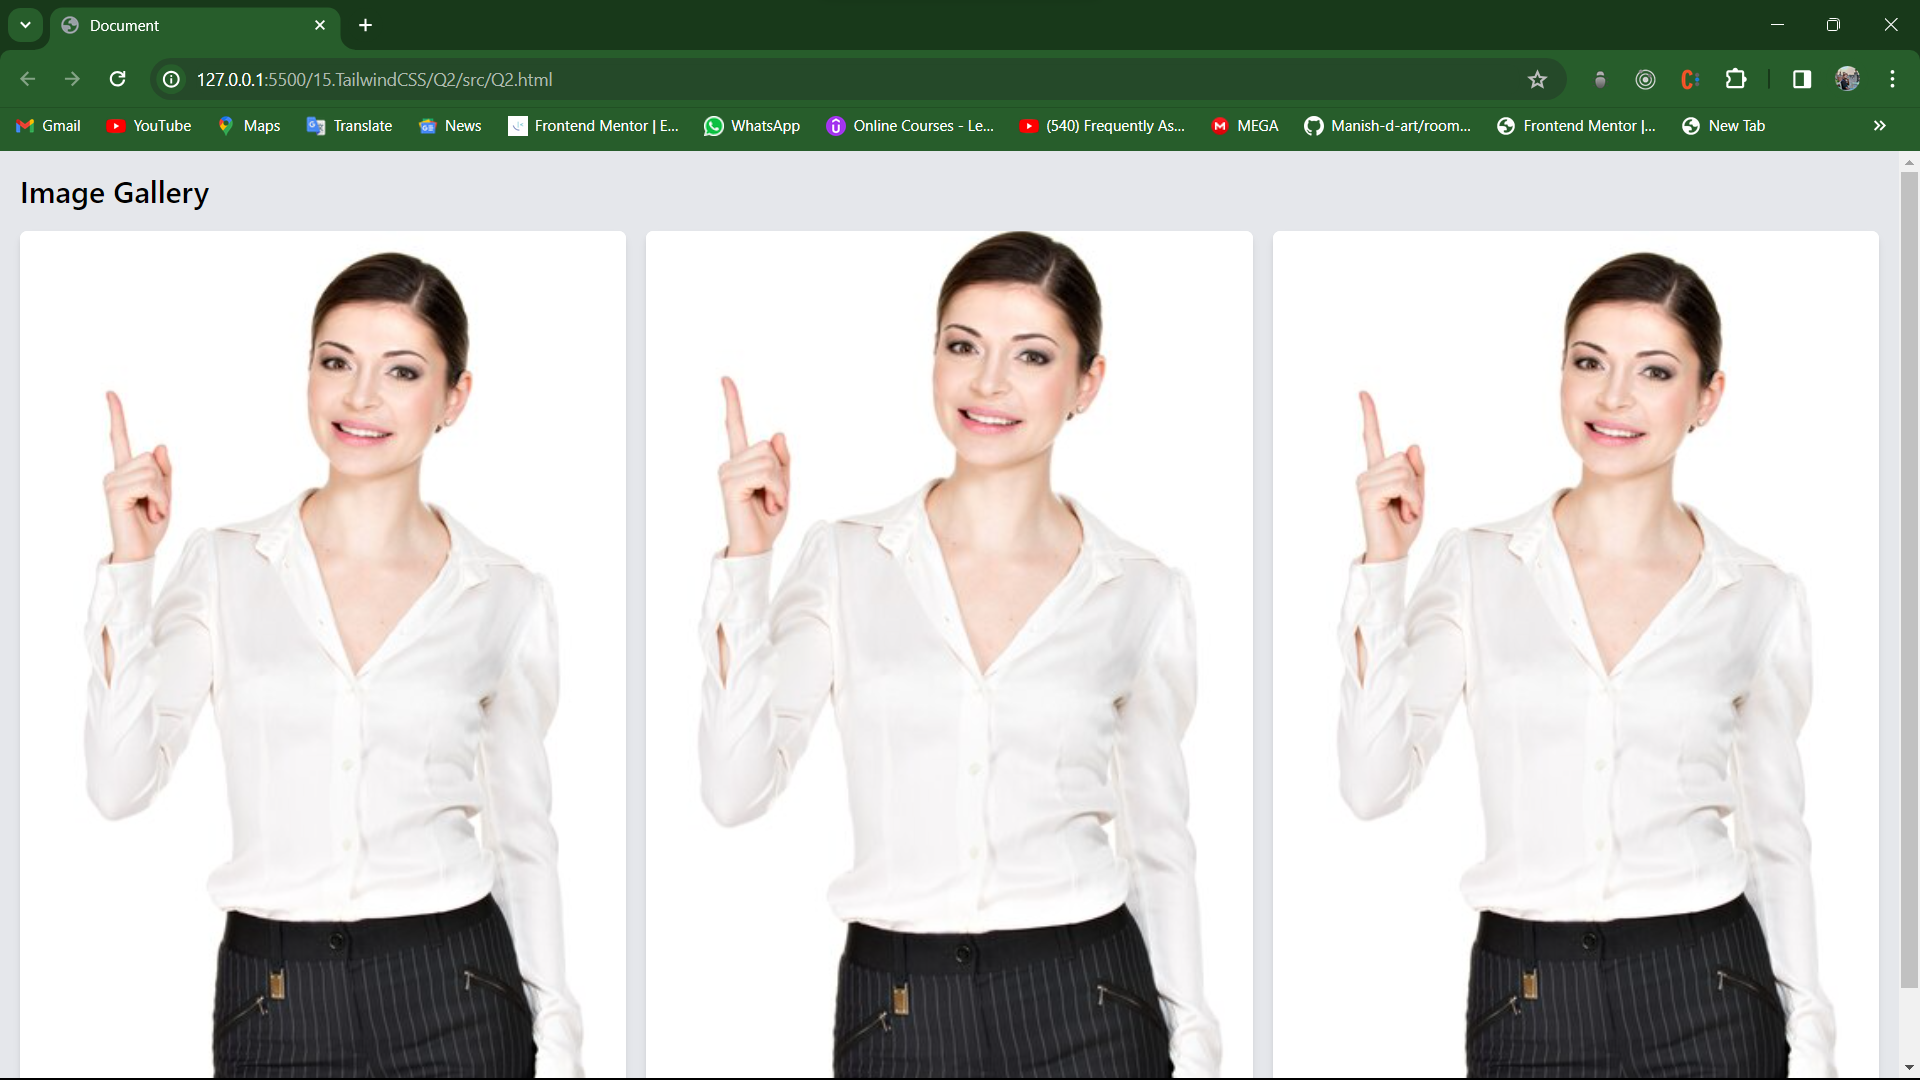 Document
127.0.0.1:5500/15.TailwindCSS/Q2/src/Q2.html
Gmail YouTube Maps Translate News Frontend Mentor | E... WhatsApp Online Courses - Le... (540) Frequently As... MEGA Manish-d-art/room... Frontend Mentor |... New Tab
Image Gallery